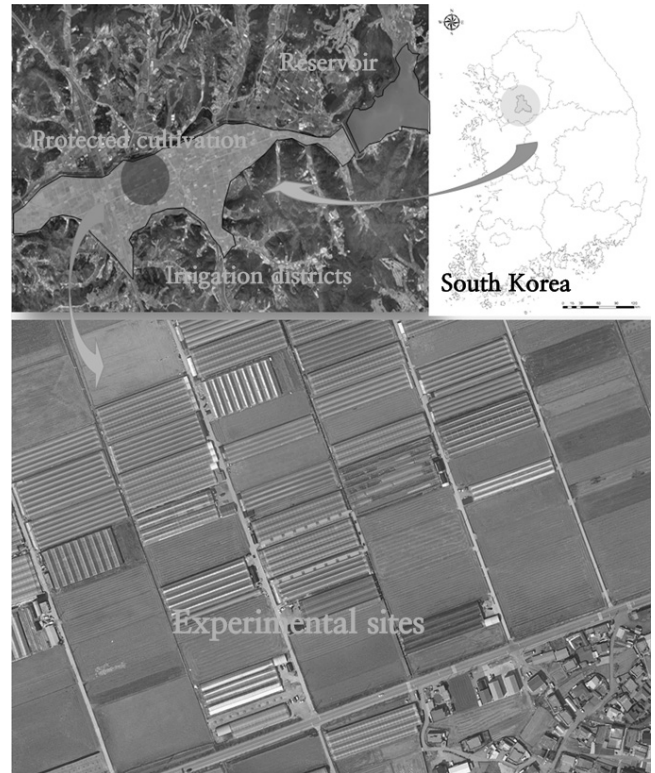 Reservoir
Protected cultivation
Irrigation districts
South Korea
Experimental sites